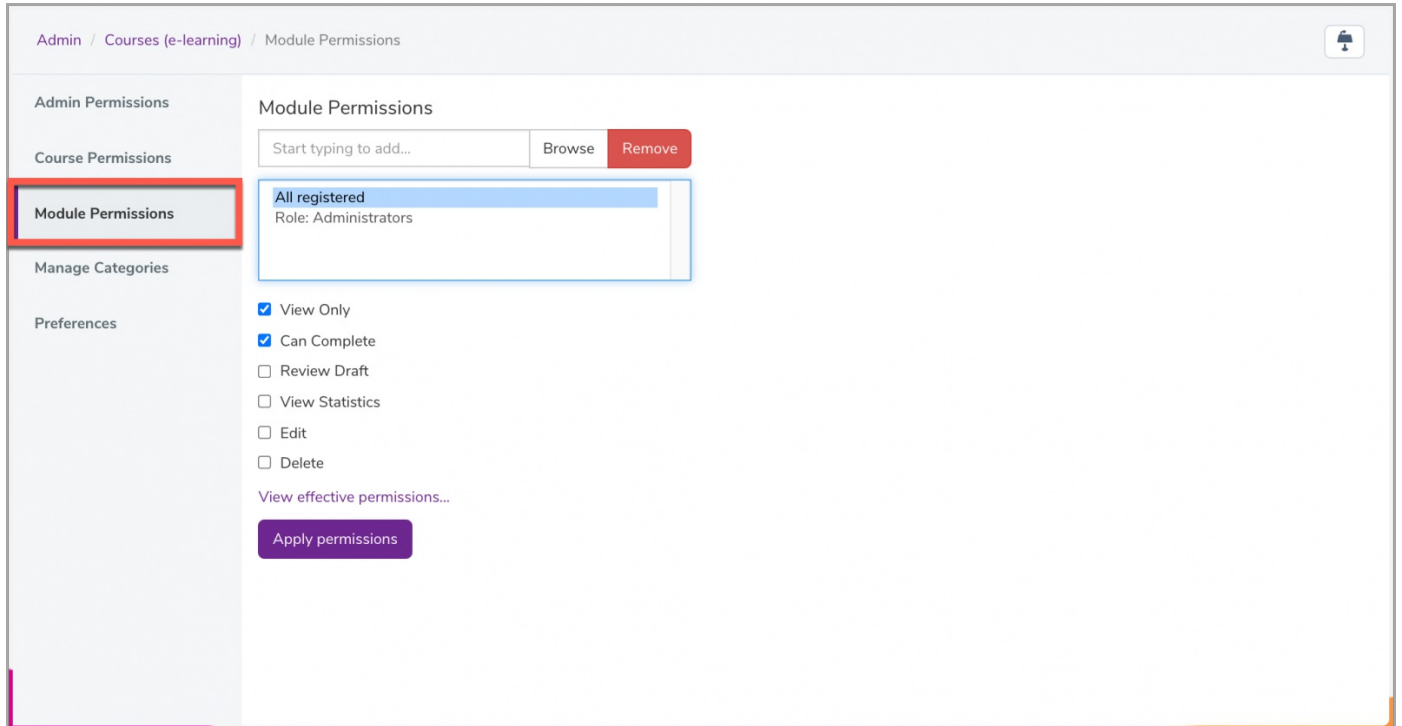 Admin / Courses (e-learning) / Module Permissions
Admin Permissions
Course Permissions
Module Permissions
Manage Categories
Preferences
Module Permissions
Start typing to add... Browse Remove
All registered
Role: Administrators
View Only
Can Complete
Review Draft
View Statistics
Edit
Delete
View effective permissions...
Apply permissions